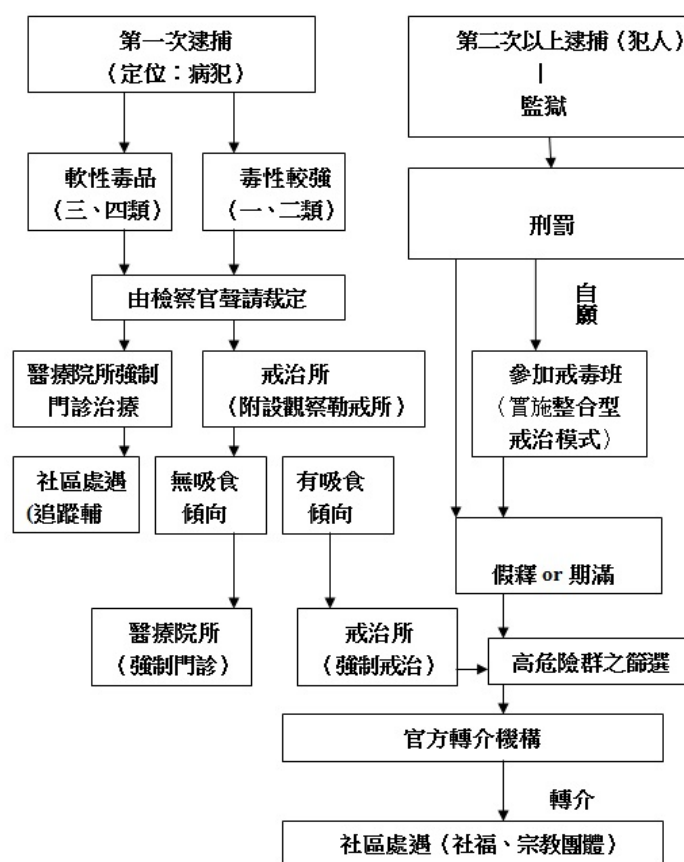 第一次逮捕
（定位：病犯）
第二次以上逮捕（犯人）
監獄
軟性毒品
（三、四類）
毒性較強
（一、二類）
刑罰
由檢察官聲請裁定
自
願
醫療院所強制
門診治療
戒治所
（附設觀察勒戒所）
參加戒毒班
（實施整合型
戒治模式）
社區處遇
(追蹤輔
無吸食
傾向
有吸食
傾向
假釋 or 期滿
醫療院所
（強制門診）
戒治所
（強制戒治）
高危險群之篩選
官方轉介機構
轉介
社區處遇（社福、宗教團體）